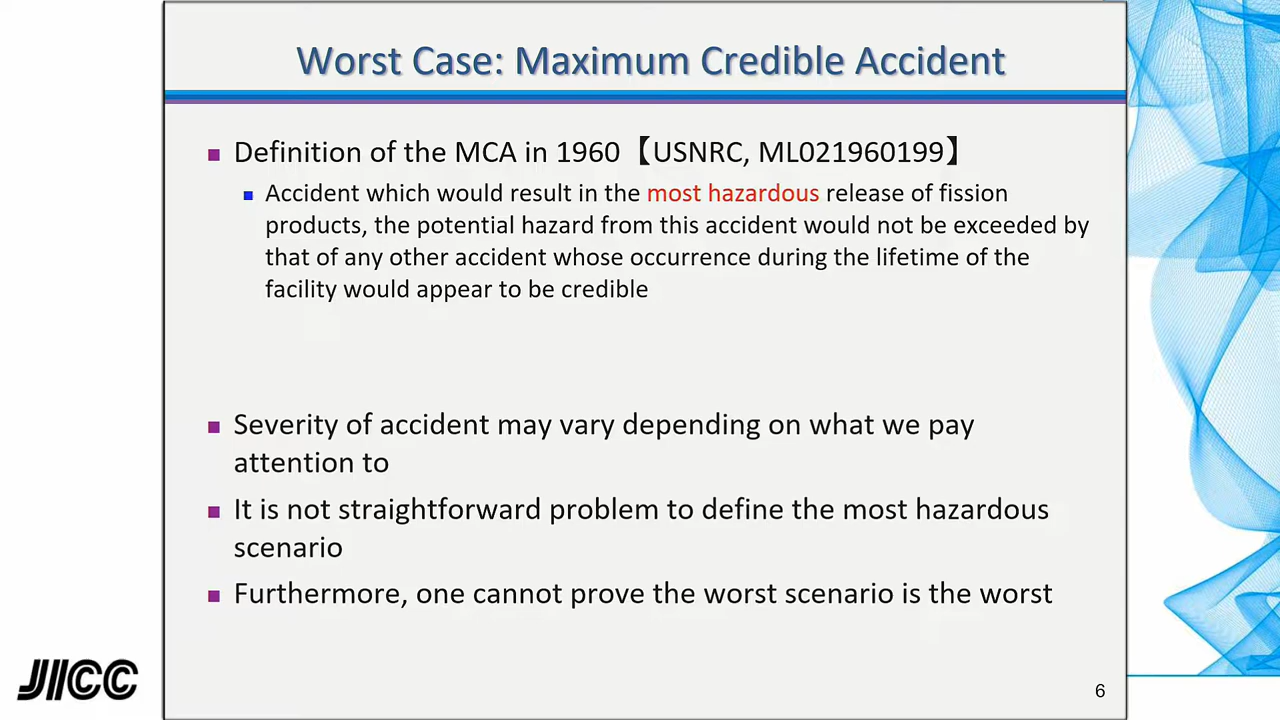 Worst Case: Maximum Credible Accident
Definition of the MCA in 1960【USNRC, ML021960199】
Accident which would result in the most hazardous release of fission
products, the potential hazard from this accident would not be exceeded by
that of any other accident whose occurrence during the lifetime of the
facility would appear to be credible
Severity of accident may vary depending on what we pay
attention to
It is not straightforward problem to define the most hazardous
scenario
Furthermore, one cannot prove the worst scenario is the worst
JICC
6